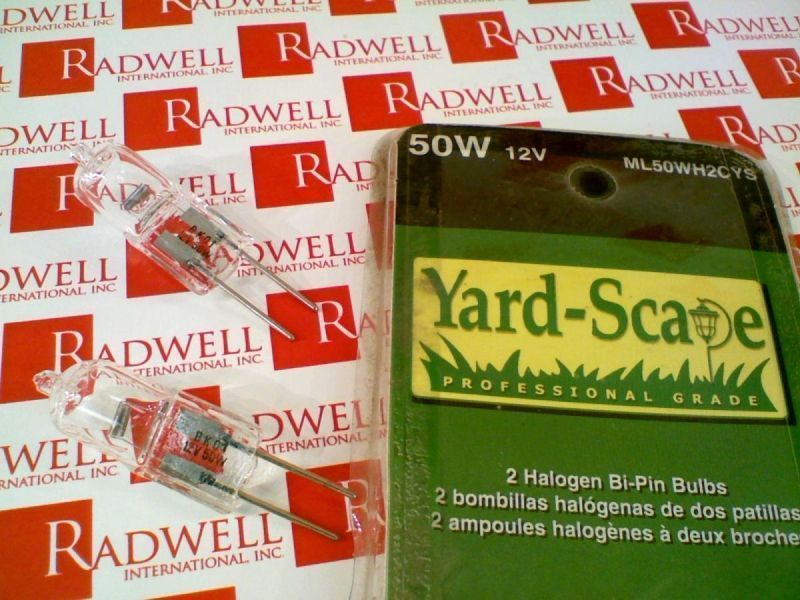 RADWELL
INTERNATIONAL, INC.
50W 12V
ML50WH2CYS
Yard-Scape
PROFESSIONAL GRADE
2 Halogen Bi-Pin Bulbs
2 bombillas halógenas de dos patillas
2 ampoules halogènes à deux broches
12V 50W